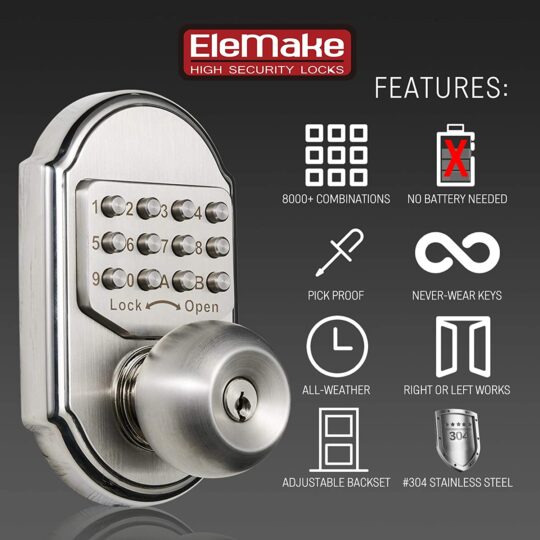 EleMake
HIGH SECURITY LOCKS
FEATURES:
1 2 3 4
5 6 7 8
9 0 A B
Lock Open
8000+ COMBINATIONS
X
NO BATTERY NEEDED
PICK PROOF
NEVER-WEAR KEYS
ALL-WEATHER
RIGHT OR LEFT WORKS
304
ADJUSTABLE BACKSET
#304 STAINLESS STEEL